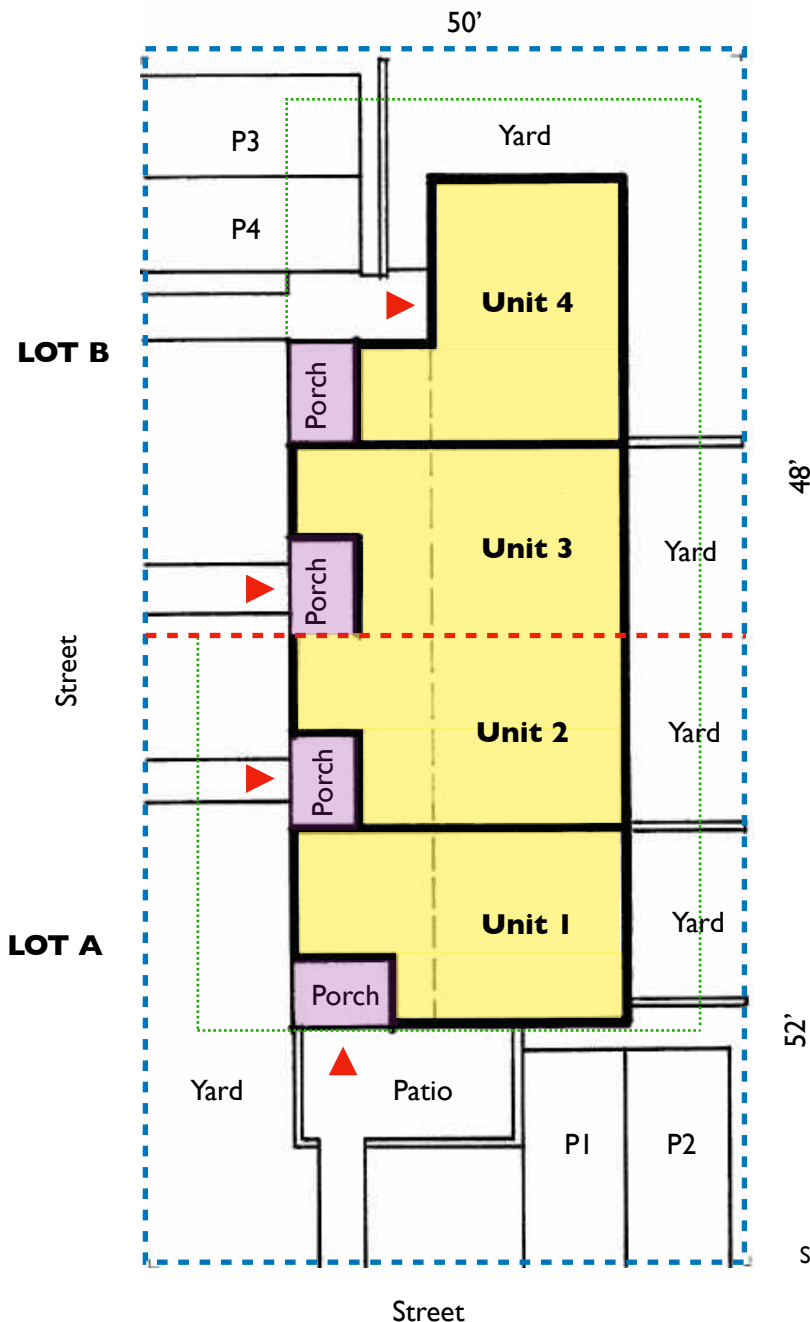 50’
P3
Yard
P4
Unit 4
LOT B
Porch
48’
Unit 3
Yard
Porch
Street
Unit 2
Yard
Porch
Unit 1
Yard
LOT A
Porch
52’
Yard
Patio
P1
P2
S
Street